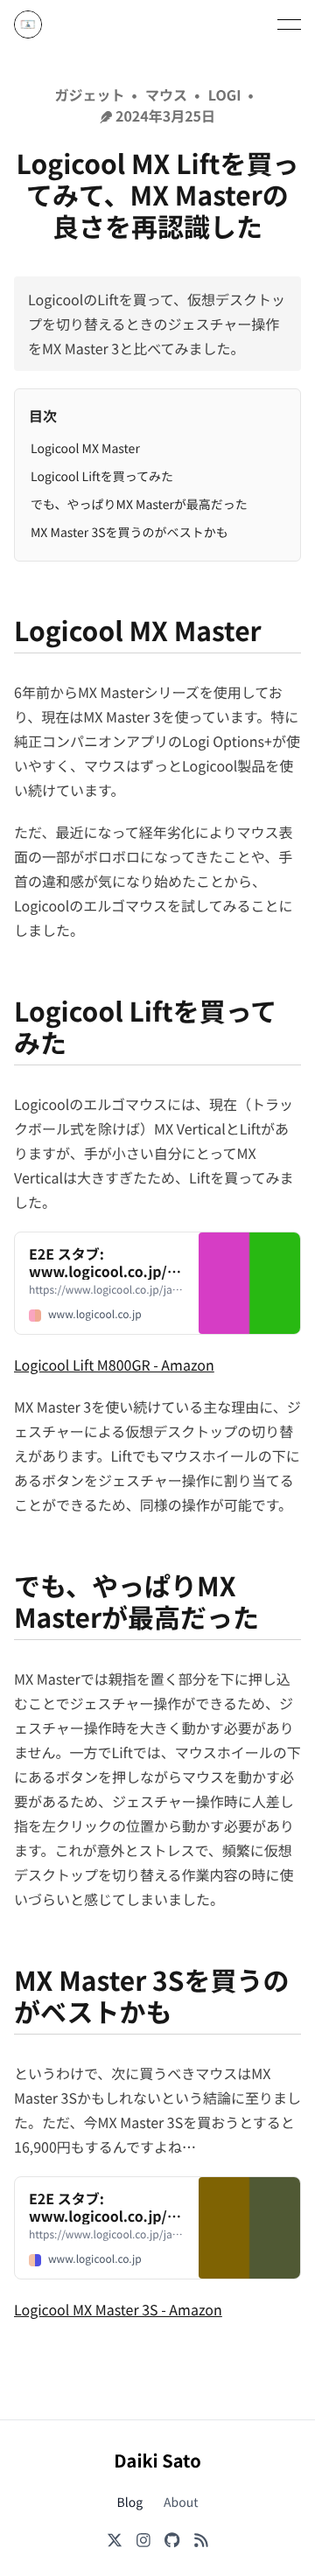 ガジェット • マウス • LOGI •
2024年3月25日
Logicool MX Liftを買っ
てみて、MX Masterの
良さを再認識した
LogicoolのLiftを買って、仮想デスクトッ
プを切り替えるときのジェスチャー操作
をMX Master 3と比べてみました。
目次
Logicool MX Master
Logicool Liftを買ってみた
でも、やっぱりMX Masterが最高だった
MX Master 3Sを買うのがベストかも
Logicool MX Master
6年前からMX Masterシリーズを使用してお
り、現在はMX Master 3を使っています。特に
純正コンパニオンアプリのLogi Options+が使
いやすく、マウスはずっとLogicool製品を使
い続けています。
ただ、最近になって経年劣化によりマウス表
面の一部がボロボロになってきたことや、手
首の違和感が気になり始めたことから、
Logicoolのエルゴマウスを試してみることに
しました。
Logicool Liftを買って
みた
Logicoolのエルゴマウスには、現在（トラッ
クボール式を除けば）MX VerticalとLiftがあ
りますが、手が小さい自分にとってMX
Verticalは大きすぎたため、Liftを買ってみま
した。
E2E スタブ:
www.logicool.co.jp/…
https://www.logicool.co.jp/ja…
www.logicool.co.jp
Logicool Lift M800GR - Amazon
MX Master 3を使い続けている主な理由に、ジ
ェスチャーによる仮想デスクトップの切り替
えがあります。Liftでもマウスホイールの下に
あるボタンをジェスチャー操作に割り当てる
ことができるため、同様の操作が可能です。
でも、やっぱりMX
Masterが最高だった
MX Masterでは親指を置く部分を下に押し込
むことでジェスチャー操作ができるため、ジ
ェスチャー操作時を大きく動かす必要があり
ません。一方でLiftでは、マウスホイールの下
にあるボタンを押しながらマウスを動かす必
要があるため、ジェスチャー操作時に人差し
指を左クリックの位置から動かす必要があり
ます。これが意外とストレスで、頻繁に仮想
デスクトップを切り替える作業内容の時に使
いづらいと感じてしまいました。
MX Master 3Sを買うの
がベストかも
というわけで、次に買うべきマウスはMX
Master 3Sかもしれないという結論に至りまし
た。ただ、今MX Master 3Sを買おうとすると
16,900円もするんですよね…
E2E スタブ:
www.logicool.co.jp/…
https://www.logicool.co.jp/ja…
www.logicool.co.jp
Logicool MX Master 3S - Amazon
Daiki Sato
Blog About